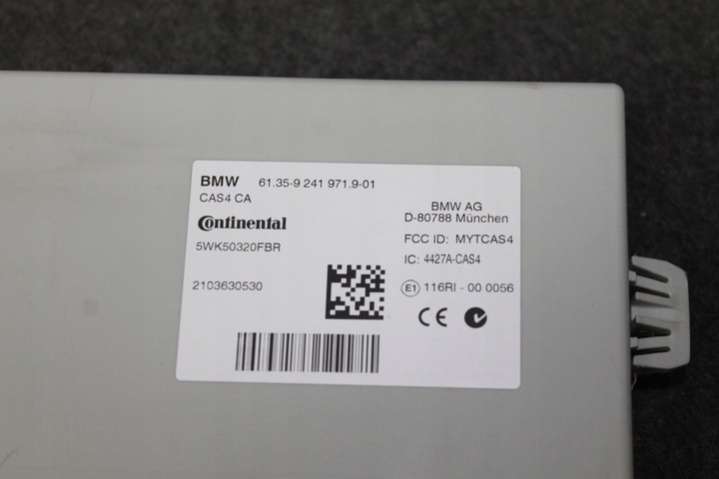 BMW 61.35-9 241 971.9-01
CAS4 CA
Continental
5WK50320FBR
2103630530
BMW AG
D-80788 München
FCC ID: MYTCAS4
IC: 4427A-CAS4
E1 116RI - 00 0056
CE